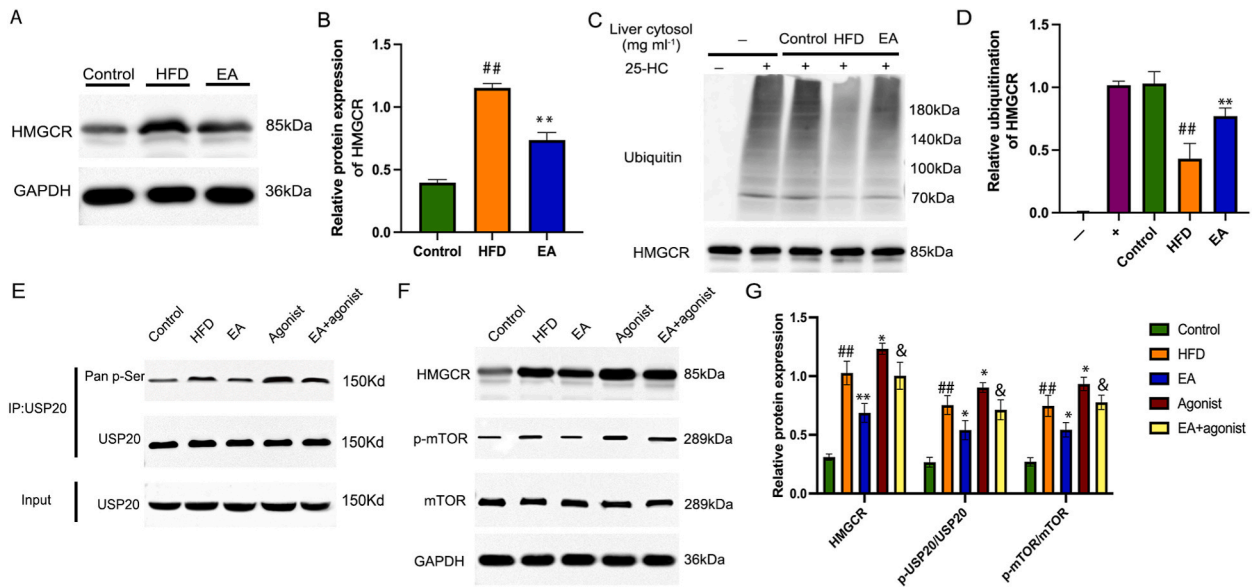 A
Control HFD EA
HMGCR 85kDa
GAPDH 36kDa
B
Relative protein expression
of HMGCR
1.5
1.0
0.5
0.0
##
**
Control HFD EA
C
Liver cytosol
(mg ml⁻¹)
– Control HFD EA
25-HC – + + + +
Ubiquitin
180kDa
140kDa
100kDa
70kDa
HMGCR 85kDa
D
Relative ubiquitination
of HMGCR
1.5
1.0
0.5
0.0
##
**
— + Control HFD EA
E
Control HFD EA Agonist EA+agonist
IP:USP20
Pan p-Ser 150Kd
USP20 150Kd
Input
USP20 150Kd
F
Control HFD EA Agonist EA+agonist
HMGCR 85kDa
p-mTOR 289kDa
mTOR 289kDa
GAPDH 36kDa
G
Relative protein expression
1.5
1.0
0.5
0.0
## ** * &
## * * &
## * * &
HMGCR p-USP20/USP20 p-mTOR/mTOR
Control
HFD
EA
Agonist
EA+agonist